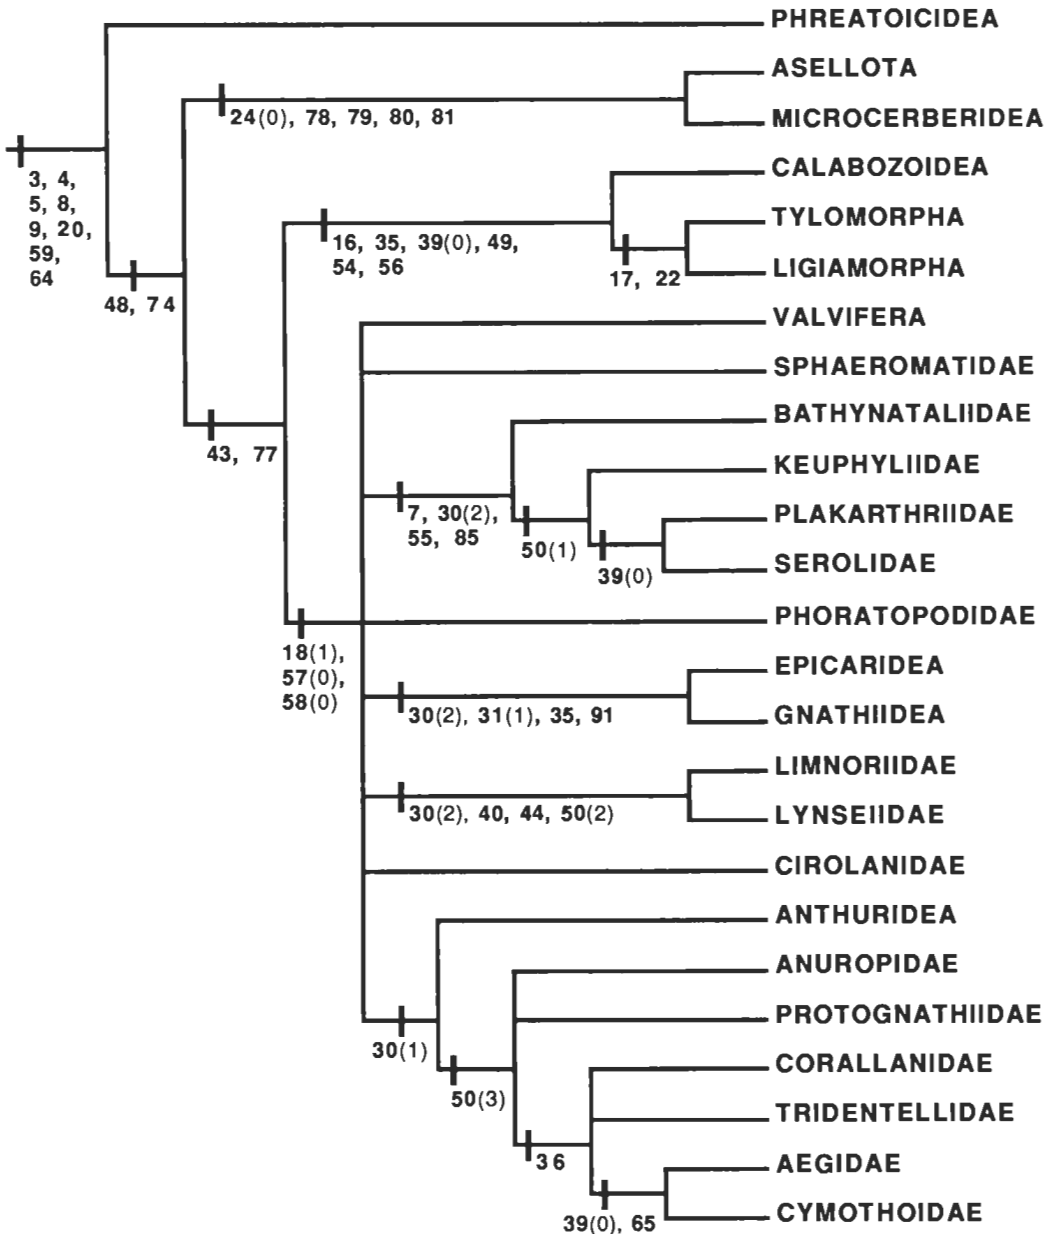 PHREATOICIDEA
ASELLOTA
24(0), 78, 79, 80, 81
MICROCERBERIDEA
3, 4,
5, 8,
9, 20,
59,
64
CALABOZOIDEA
TYLOMORPHA
16, 35, 39(0), 49,
54, 56
17, 22
LIGIAMORPHA
48, 74
VALVIFERA
SPHAEROMATIDAE
BATHYNATALIIDAE
43, 77
KEUPHYLIIDAE
7, 30(2),
55, 85
PLAKARTHRIIDAE
50(1)
SEROLIDAE
39(0)
PHORATOPODIDAE
18(1),
57(0),
58(0)
EPICARIDEA
30(2), 31(1), 35, 91
GNATHIIDEA
LIMNORIIDAE
30(2), 40, 44, 50(2)
LYNSEIIDAE
CIROLANIDAE
ANTHURIDEA
ANUROPIDAE
PROTOGNATHIIDAE
30(1)
CORALLANIDAE
50(3)
TRIDENTELLIDAE
36
AEGIDAE
CYMOTHOIDAE
39(0), 65